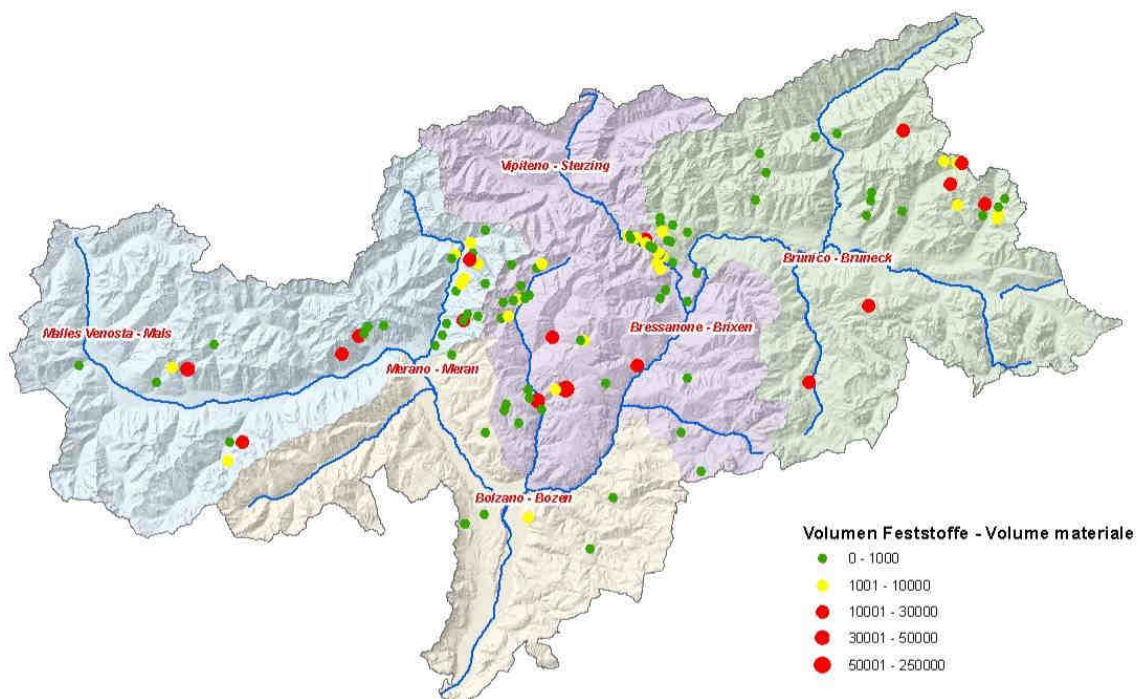 Vipiteno - Sterzing
Brunico - Bruneck
Malles Venosta - Mals
Bressanone - Brixen
Merano - Meran
Bolzano - Bozen
Volumen Feststoffe - Volume materiale
0 - 1000
1001 - 10000
10001 - 30000
30001 - 50000
50001 - 250000